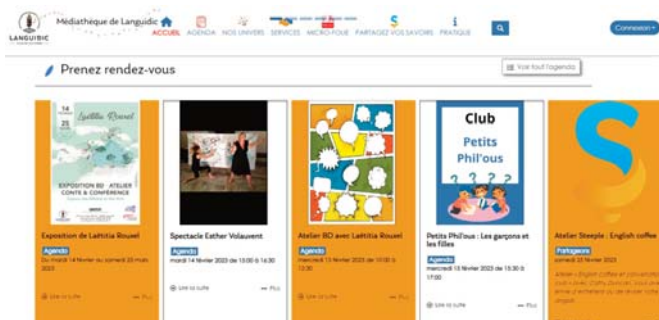 Médiathèque de Languidic
LANGUIDIC
ACCUEIL AGENDA NOS UNIVERS SERVICES MICRO-FOLIE PARTAGEZ VOS SAVOIRS PRATIQUE
Connexion
Prenez rendez-vous
Voir tout l'agenda
14
25
Laëtitia Rouxel
EXPOSITION BD - ATELIER
CONTE & CONFÉRENCE
Club
Petits
Phil'ous
? ? ? ?
Exposition de Laëtitia Rouxel
Agenda
Du mardi 14 février au samedi 25 mars
2023
Lire la suite
Plus
Spectacle Esther Volauvent
Agenda
mardi 14 février 2023 de 15:00 à 16:30
Lire la suite
Plus
Atelier BD avec Laëtitia Rouxel
Agenda
mercredi 15 février 2023 de 10:00 à
12:30
Lire la suite
Plus
Petits Phil'ous : Les garçons et
les filles
Agenda
mercredi 15 février 2023 de 15:30 à
17:00
Lire la suite
Plus
Atelier Steeple : English coffee
Partageons
samedi 25 février 2023